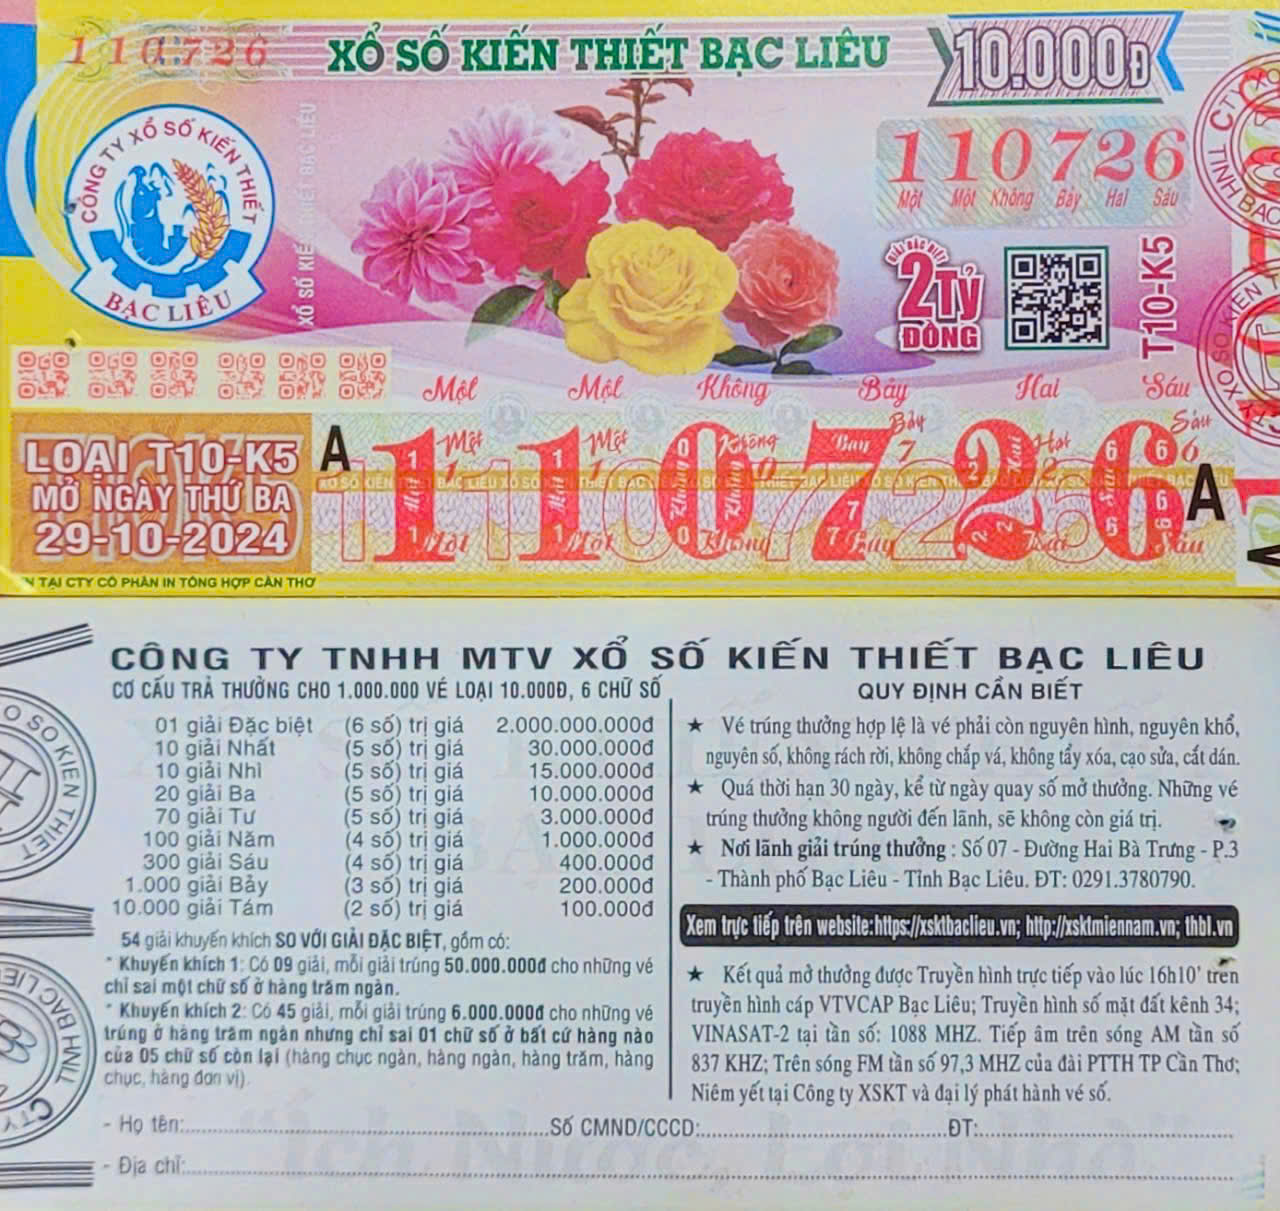 110726
XỔ SỐ KIẾN THIẾT BẠC LIÊU
10.000Đ
CÔNG TY XỔ SỐ KIẾN THIẾT
BẠC LIÊU
XỔ SỐ KIẾN THIẾT BẠC LIÊU
110726
Một Một Không Bảy Hai Sáu
GIẢI ĐẶC BIỆT
2TỶ
ĐỒNG
T10-K5
Một Một Không Bảy Hai Sáu
LOẠI T10-K5
MỞ NGÀY THỨ BA
29-10-2024
A 110726 A
IN TẠI CTY CỔ PHẦN IN TỔNG HỢP CẦN THƠ
CÔNG TY TNHH MTV XỔ SỐ KIẾN THIẾT BẠC LIÊU
CƠ CẤU TRẢ THƯỞNG CHO 1.000.000 VÉ LOẠI 10.000Đ, 6 CHỮ SỐ
01 giải Đặc biệt (6 số) trị giá 2.000.000.000đ
10 giải Nhất (5 số) trị giá 30.000.000đ
10 giải Nhì (5 số) trị giá 15.000.000đ
20 giải Ba (5 số) trị giá 10.000.000đ
70 giải Tư (5 số) trị giá 3.000.000đ
100 giải Năm (4 số) trị giá 1.000.000đ
300 giải Sáu (4 số) trị giá 400.000đ
1.000 giải Bảy (3 số) trị giá 200.000đ
10.000 giải Tám (2 số) trị giá 100.000đ
54 giải khuyến khích SO VỚI GIẢI ĐẶC BIỆT, gồm có:
* Khuyến khích 1: Có 09 giải, mỗi giải trúng 50.000.000đ cho những vé
chỉ sai một chữ số ở hàng trăm ngàn.
* Khuyến khích 2: Có 45 giải, mỗi giải trúng 6.000.000đ cho những vé
trúng ở hàng trăm ngàn nhưng chỉ sai 01 chữ số ở bất cứ hàng nào
của 05 chữ số còn lại (hàng chục ngàn, hàng ngàn, hàng trăm, hàng
chục, hàng đơn vị).
QUY ĐỊNH CẦN BIẾT
★ Vé trúng thưởng hợp lệ là vé phải còn nguyên hình, nguyên khổ,
nguyên số, không rách rời, không chắp vá, không tẩy xóa, cạo sửa, cắt dán.
★ Quá thời hạn 30 ngày, kể từ ngày quay số mở thưởng. Những vé
trúng thưởng không người đến lãnh, sẽ không còn giá trị.
★ Nơi lãnh giải trúng thưởng : Số 07 - Đường Hai Bà Trưng - P.3
- Thành phố Bạc Liêu - Tỉnh Bạc Liêu. ĐT: 0291.3780790.
Xem trực tiếp trên website:https://xsktbaclieu.vn; http://xsktmiennam.vn; thbl.vn
★ Kết quả mở thưởng được Truyền hình trực tiếp vào lúc 16h10' trên
truyền hình cáp VTVCAP Bạc Liêu; Truyền hình số mặt đất kênh 34;
VINASAT-2 tại tần số: 1088 MHZ. Tiếp âm trên sóng AM tần số
837 KHZ; Trên sóng FM tần số 97,3 MHZ của đài PTTH TP Cần Thơ;
Niêm yết tại Công ty XSKT và đại lý phát hành vé số.
- Họ tên: Số CMND/CCCD: ĐT:
- Địa chỉ: